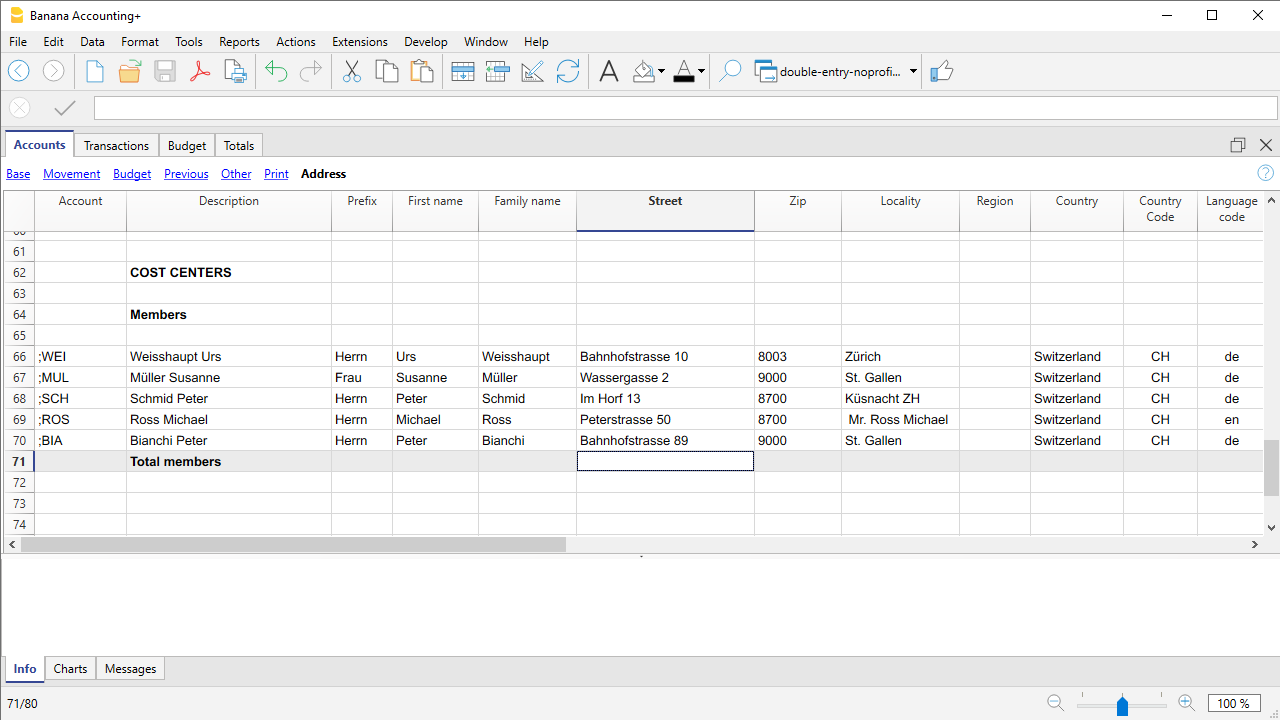 Banana Accounting+
File Edit Data Format Tools Reports Actions Extensions Develop Window Help
double-entry-noprofi...
Accounts Transactions Budget Totals
Base Movement Budget Previous Other Print Address
Account Description Prefix First name Family name Street Zip Locality Region Country Country Code Language code
61
62 COST CENTERS
63
64 Members
65
66 ;WEI Weisshaupt Urs Herrn Urs Weisshaupt Bahnhofstrasse 10 8003 Zürich Switzerland CH de
67 ;MUL Müller Susanne Frau Susanne Müller Wassergasse 2 9000 St. Gallen Switzerland CH de
68 ;SCH Schmid Peter Herrn Peter Schmid Im Horf 13 8700 Küsnacht ZH Switzerland CH de
69 ;ROS Ross Michael Herrn Michael Ross Peterstrasse 50 8700 Mr. Ross Michael Switzerland CH en
70 ;BIA Bianchi Peter Herrn Peter Bianchi Bahnhofstrasse 89 9000 St. Gallen Switzerland CH de
71 Total members
72
73
74
Info Charts Messages
71/80 100 %